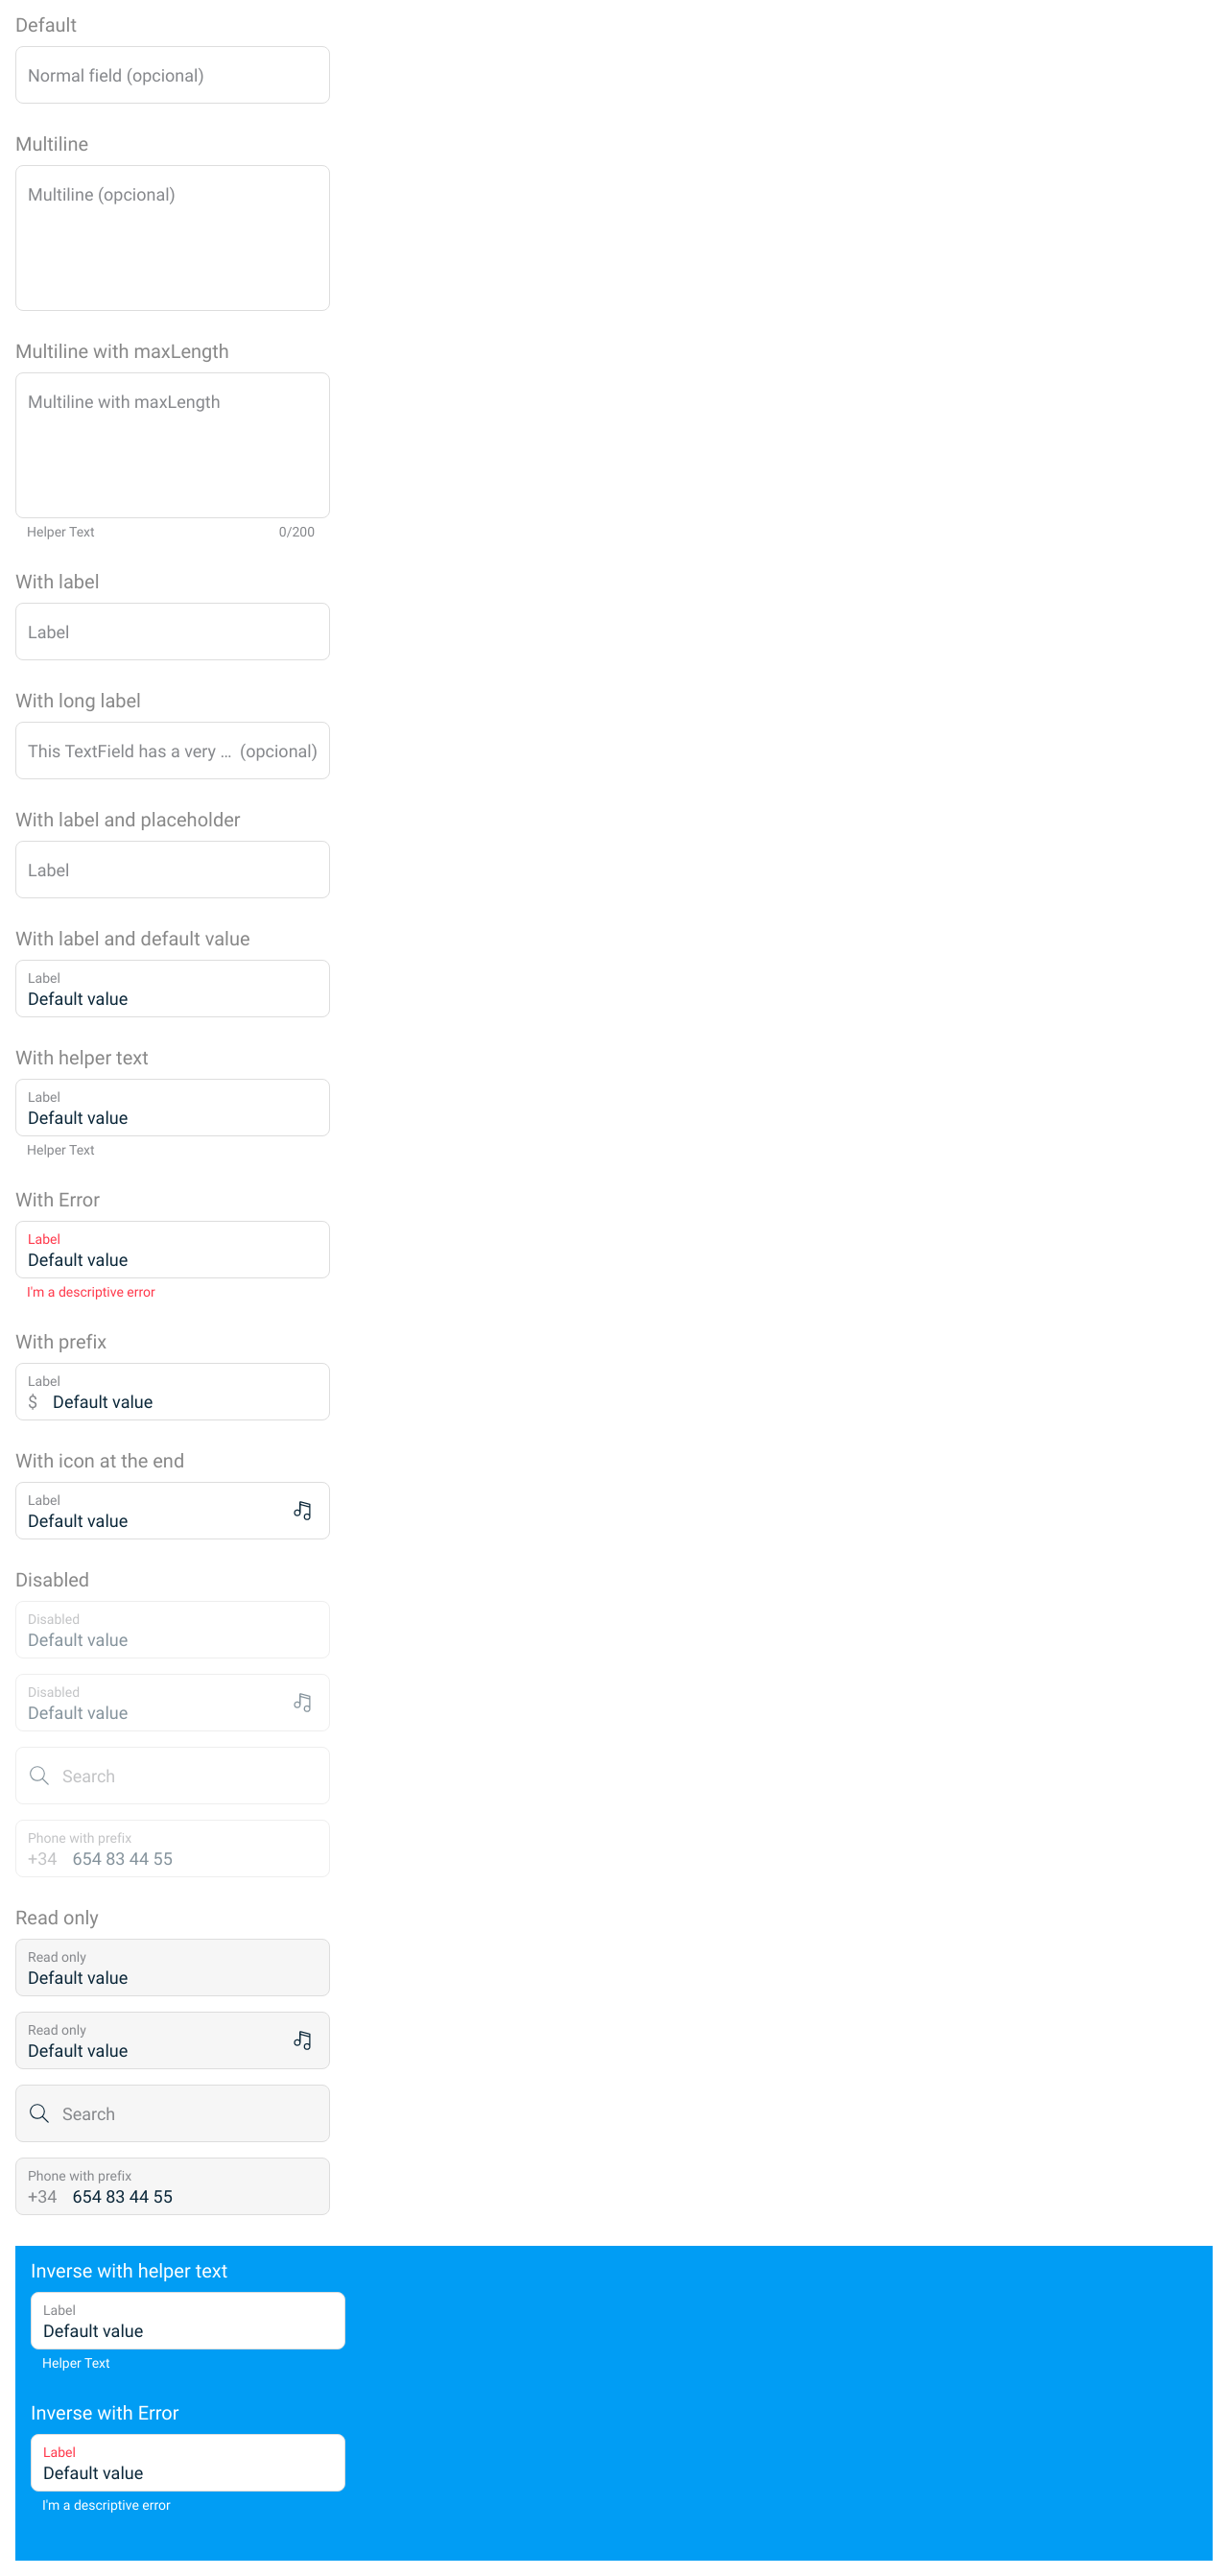 Default
Normal field (opcional)
Multiline
Multiline (opcional)
Multiline with maxLength
Multiline with maxLength
Helper Text 0/200
With label
Label
With long label
This TextField has a very ... (opcional)
With label and placeholder
Label
With label and default value
Label
Default value
With helper text
Label
Default value
Helper Text
With Error
Label
Default value
I'm a descriptive error
With prefix
Label
$ Default value
With icon at the end
Label
Default value
Disabled
Disabled
Default value
Disabled
Default value
Search
Phone with prefix
+34 654 83 44 55
Read only
Read only
Default value
Read only
Default value
Search
Phone with prefix
+34 654 83 44 55
Inverse with helper text
Label
Default value
Helper Text
Inverse with Error
Label
Default value
I'm a descriptive error